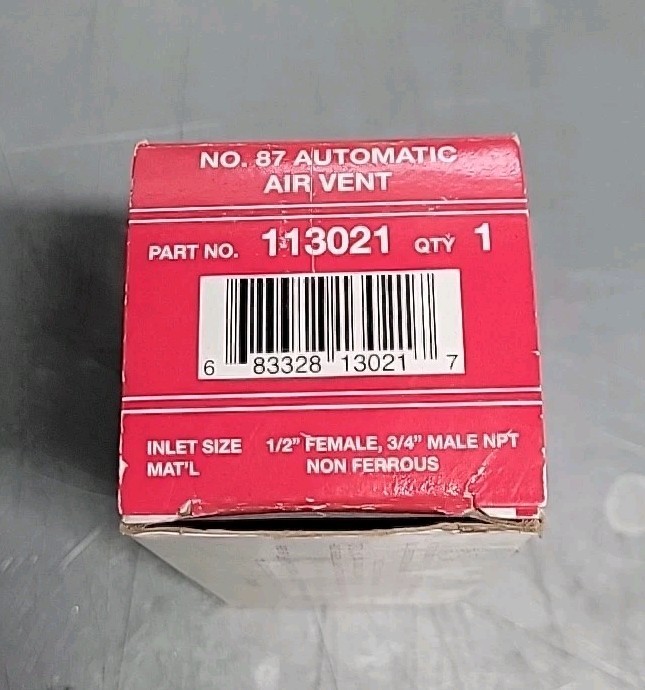 NO. 87 AUTOMATIC
AIR VENT
PART NO. 113021 QTY 1
6 83328 13021 7
INLET SIZE 1/2" FEMALE, 3/4" MALE NPT
MAT'L NON FERROUS